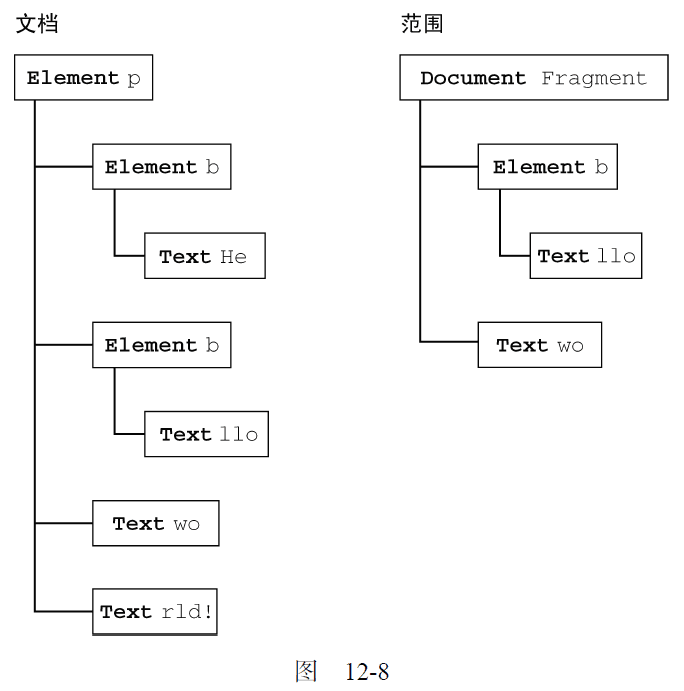 文档
Element p
Element b
Text He
Element b
Text llo
Text wo
Text rld!
范围
Document Fragment
Element b
Text llo
Text wo
图 12-8